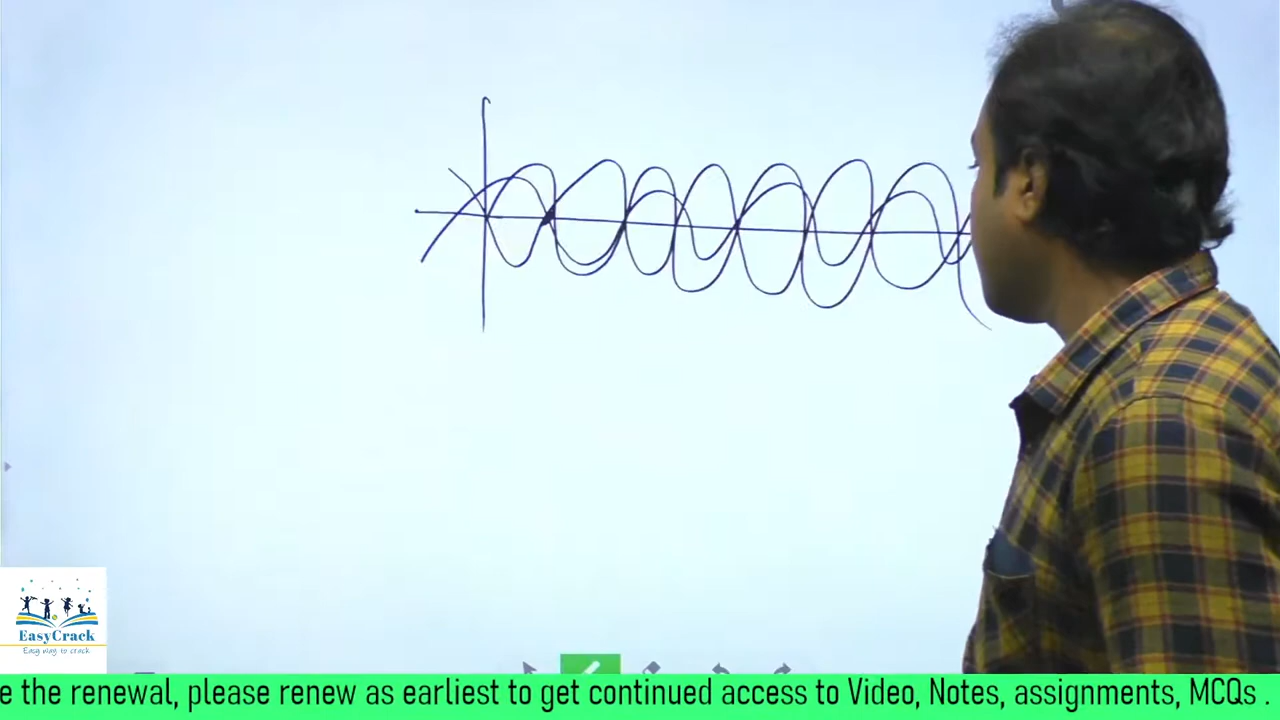 EasyCrack
Easy way to crack
e the renewal, please renew as earliest to get continued access to Video, Notes, assignments, MCQs .